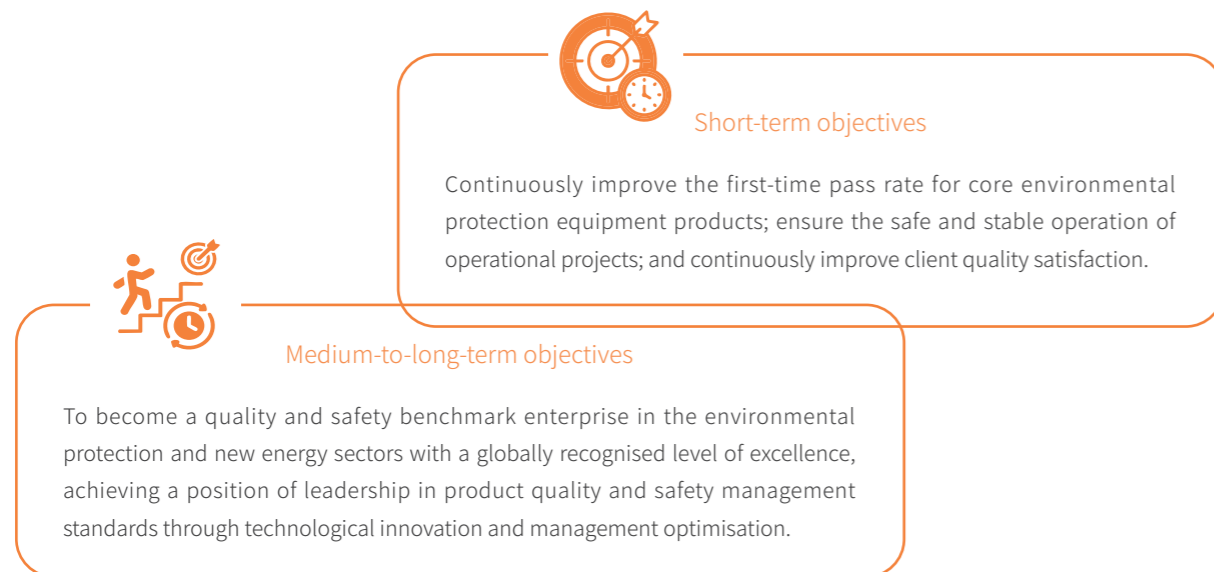 Short-term objectives
Continuously improve the first-time pass rate for core environmental
protection equipment products; ensure the safe and stable operation of
operational projects; and continuously improve client quality satisfaction.
Medium-to-long-term objectives
To become a quality and safety benchmark enterprise in the environmental
protection and new energy sectors with a globally recognised level of excellence,
achieving a position of leadership in product quality and safety management
standards through technological innovation and management optimisation.